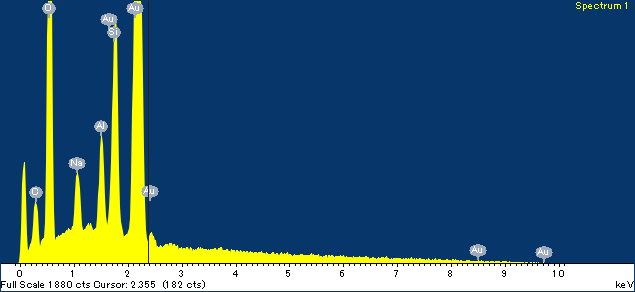 Spectrum 1
O Au Au
Si
Al
Na
C Au
Au Au
0 1 2 3 4 5 6 7 8 9 10
Full Scale 1880 cts Cursor: 2.355 (182 cts) keV